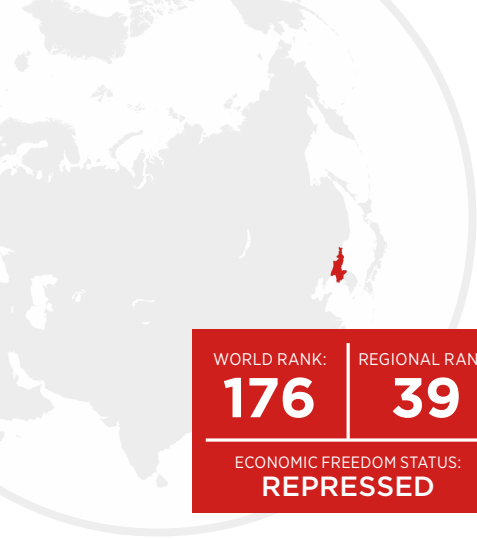 WORLD RANK:
176
REGIONAL RAN
39
ECONOMIC FREEDOM STATUS:
REPRESSED